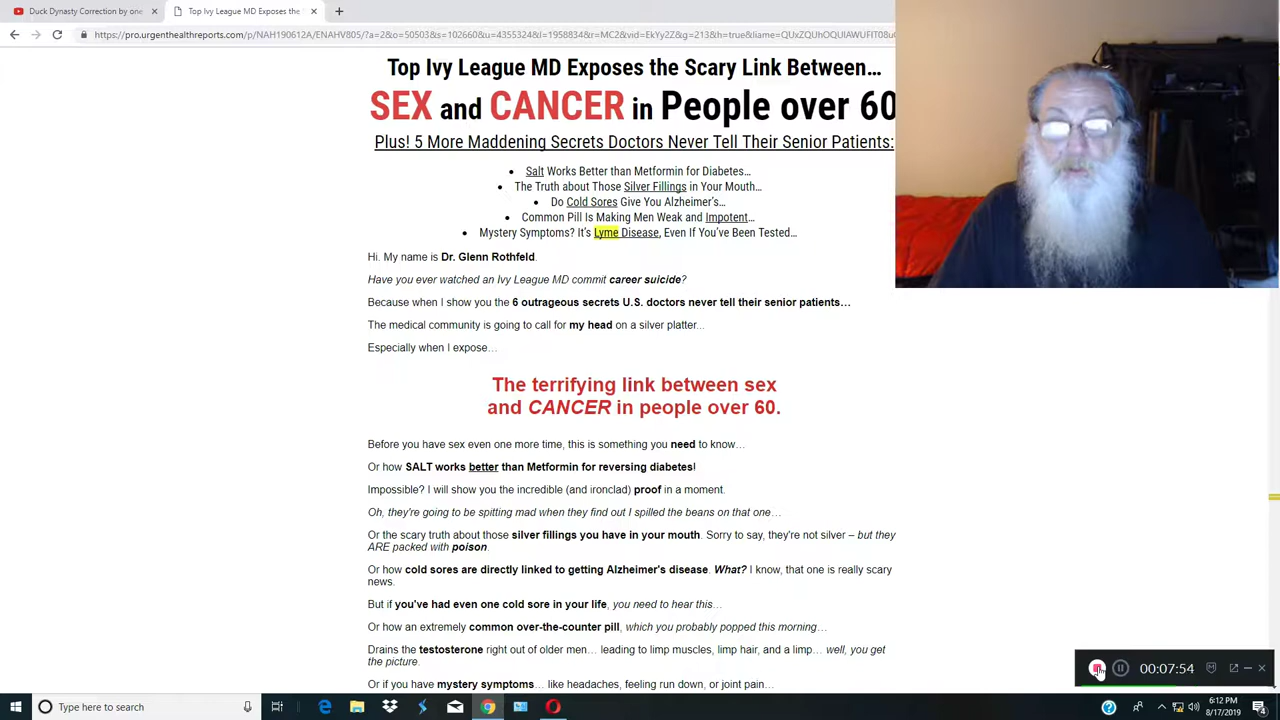 Duck Dynasty Correction by one
Top Ivy League MD Exposes the
https://pro.urgenthealthreports.com/p/NAH190612A/ENAHV805/?a=2&o=50503&s=102660&u=4355324&l=1958834&r=MC2&vid=EkyY2Z&g=213&h=true&liame=
Top Ivy League MD Exposes the Scary Link Between…
SEX and CANCER in People over 60
Plus! 5 More Maddening Secrets Doctors Never Tell Their Senior Patients:
• Salt Works Better than Metformin for Diabetes…
• The Truth about Those Silver Fillings in Your Mouth…
• Do Cold Sores Give You Alzheimer's…
• Common Pill Is Making Men Weak and Impotent…
• Mystery Symptoms? It's Lyme Disease, Even If You've Been Tested…
Hi. My name is Dr. Glenn Rothfeld.
Have you ever watched an Ivy League MD commit career suicide?
Because when I show you the 6 outrageous secrets U.S. doctors never tell their senior patients…
The medical community is going to call for my head on a silver platter...
Especially when I expose…
The terrifying link between sex
and CANCER in people over 60.
Before you have sex even one more time, this is something you need to know…
Or how SALT works better than Metformin for reversing diabetes!
Impossible? I will show you the incredible (and ironclad) proof in a moment.
Oh, they're going to be spitting mad when they find out I spilled the beans on that one…
Or the scary truth about those silver fillings you have in your mouth. Sorry to say, they're not silver – but they
ARE packed with poison.
Or how cold sores are directly linked to getting Alzheimer's disease. What? I know, that one is really scary
news.
But if you've had even one cold sore in your life, you need to hear this…
Or how an extremely common over-the-counter pill, which you probably popped this morning…
Drains the testosterone right out of older men… leading to limp muscles, limp hair, and a limp… well, you get
the picture.
Or if you have mystery symptoms… like headaches, feeling run down, or joint pain…
00:07:54
Type here to search
6:12 PM
8/17/2019
4